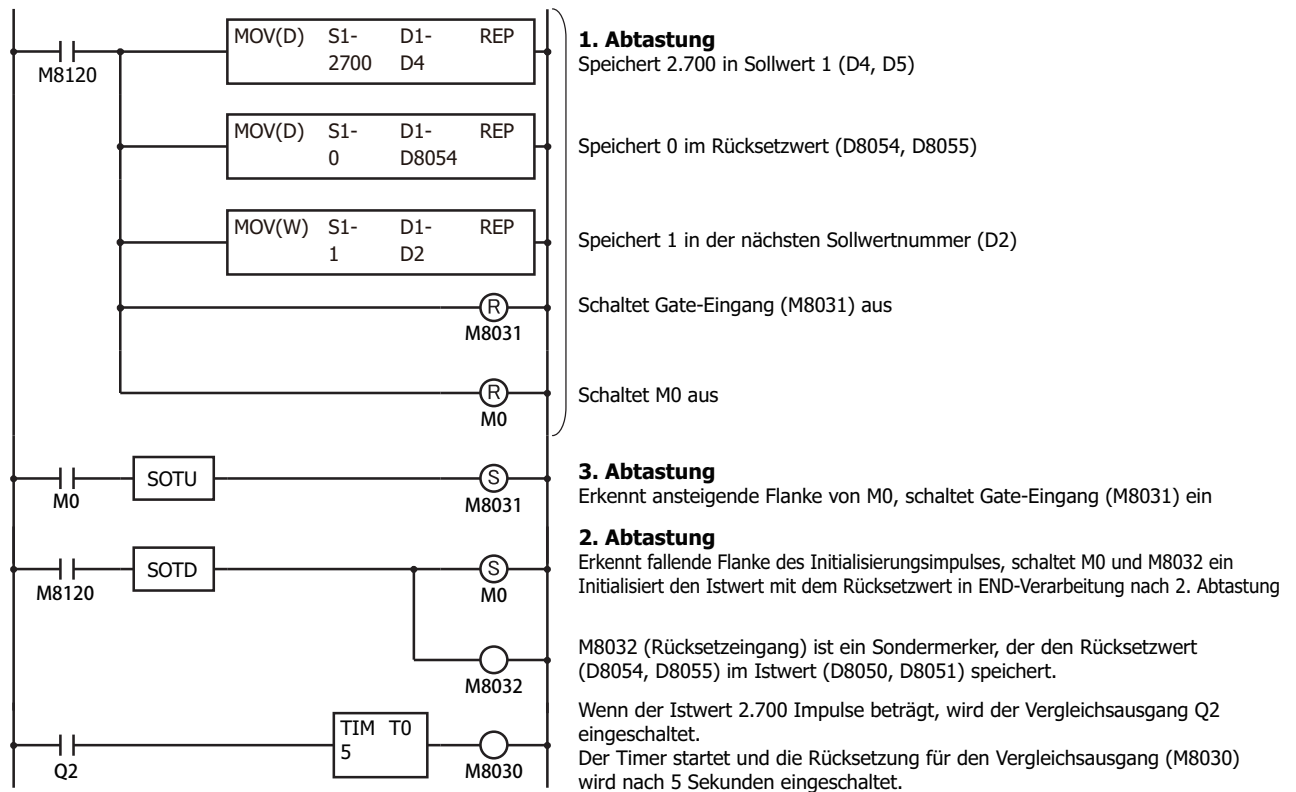 MOV(D) S1- D1- REP
2700 D4
M8120
1. Abtastung
Speichert 2.700 in Sollwert 1 (D4, D5)
MOV(D) S1- D1- REP
0 D8054
Speichert 0 im Rücksetzwert (D8054, D8055)
MOV(W) S1- D1- REP
1 D2
Speichert 1 in der nächsten Sollwertnummer (D2)
R
M8031
Schaltet Gate-Eingang (M8031) aus
R
M0
Schaltet M0 aus
M0
SOTU
S
M8031
3. Abtastung
Erkennt ansteigende Flanke von M0, schaltet Gate-Eingang (M8031) ein
M8120
SOTD
S
M0
2. Abtastung
Erkennt fallende Flanke des Initialisierungsimpulses, schaltet M0 und M8032 ein
Initialisiert den Istwert mit dem Rücksetzwert in END-Verarbeitung nach 2. Abtastung
M8032
M8032 (Rücksetzeingang) ist ein Sondermerker, der den Rücksetzwert
(D8054, D8055) im Istwert (D8050, D8051) speichert.
Q2
TIM T0
5
M8030
Wenn der Istwert 2.700 Impulse beträgt, wird der Vergleichsausgang Q2
eingeschaltet.
Der Timer startet und die Rücksetzung für den Vergleichsausgang (M8030)
wird nach 5 Sekunden eingeschaltet.